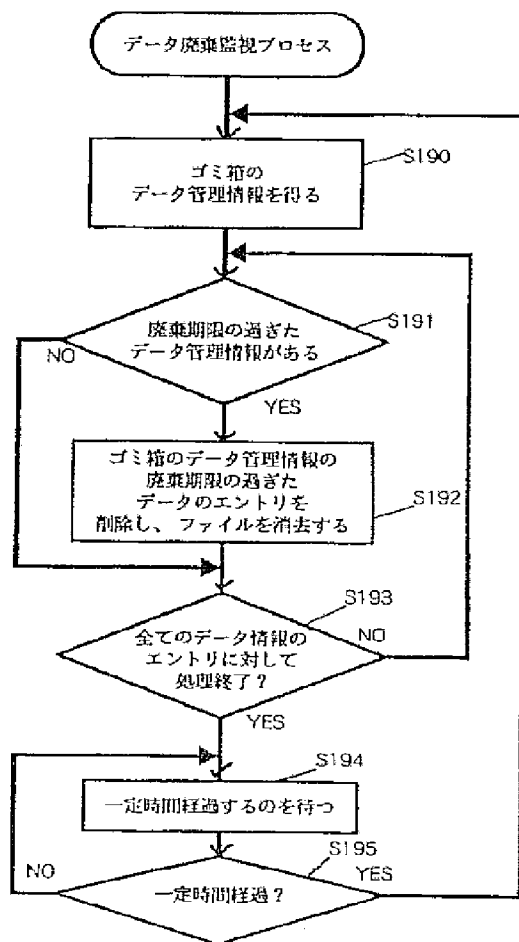 データ廃棄監視プロセス
S190
ゴミ箱の
データ管理情報を得る
S191
廃棄期限の過ぎた
データ管理情報がある
NO
YES
ゴミ箱のデータ管理情報の
廃棄期限の過ぎた
データのエントリを
削除し、ファイルを消去する
S192
S193
全てのデータ情報の
エントリに対して
処理終了？
NO
YES
S194
一定時間経過するのを待つ
S195
NO
一定時間経過？
YES